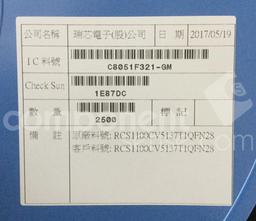 公司名稱 瑞芯電子(股)公司 日 期 2017/05/19
I C 料號 C8051F321-GM
Check Sun 1E87DC
數 量 2500 標 記
備 註 原廠料號: RCS1100CV5137T1QFN28
客戶料號: RCS1100CV5137T1QFN28